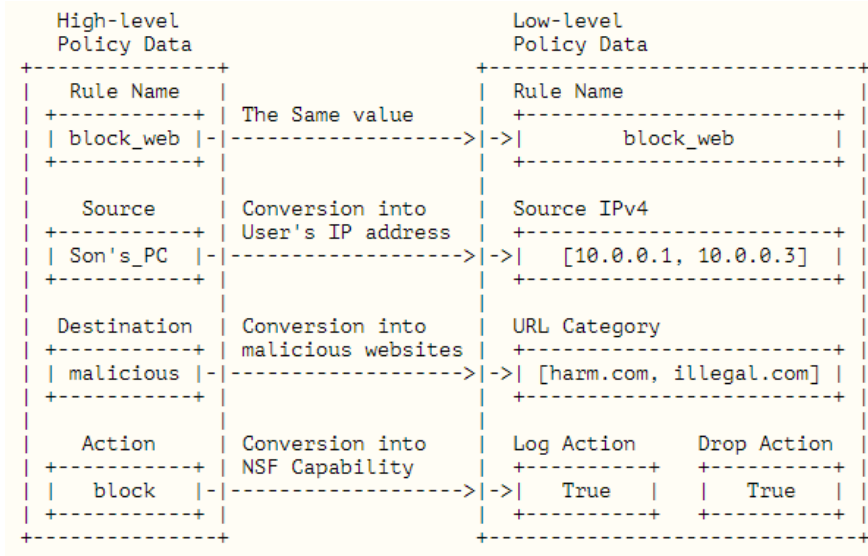 High-level                                 Low-level
    Policy Data                                Policy Data
+---------------+                   +------------------------------+
|   Rule Name   |                   |  Rule Name                   |
| +-----------+ | The Same value    |  +-------------------------+ |
| | block_web |-|------------------>|->|        block_web        | |
| +-----------+ |                   |  +-------------------------+ |
|               |                   |                              |
|    Source     | Conversion into   |  Source IPv4                 |
| +-----------+ | User's IP address |  +-------------------------+ |
| | Son's_PC  |-|------------------>|->|   [10.0.0.1, 10.0.0.3]  | |
| +-----------+ |                   |  +-------------------------+ |
|               |                   |                              |
|  Destination  | Conversion into   |  URL Category                |
| +-----------+ | malicious websites |  +-------------------------+ |
| | malicious |-|------------------>|->| [harm.com, illegal.com] | |
| +-----------+ |                   |  +-------------------------+ |
|               |                   |                              |
|    Action     | Conversion into   |  Log Action    Drop Action   |
| +-----------+ | NSF Capability    |  +----------+   +----------+ |
| |   block   |-|------------------>|->|   True   |   |   True   | |
| +-----------+ |                   |  +----------+   +----------+ |
+---------------+                   +------------------------------+